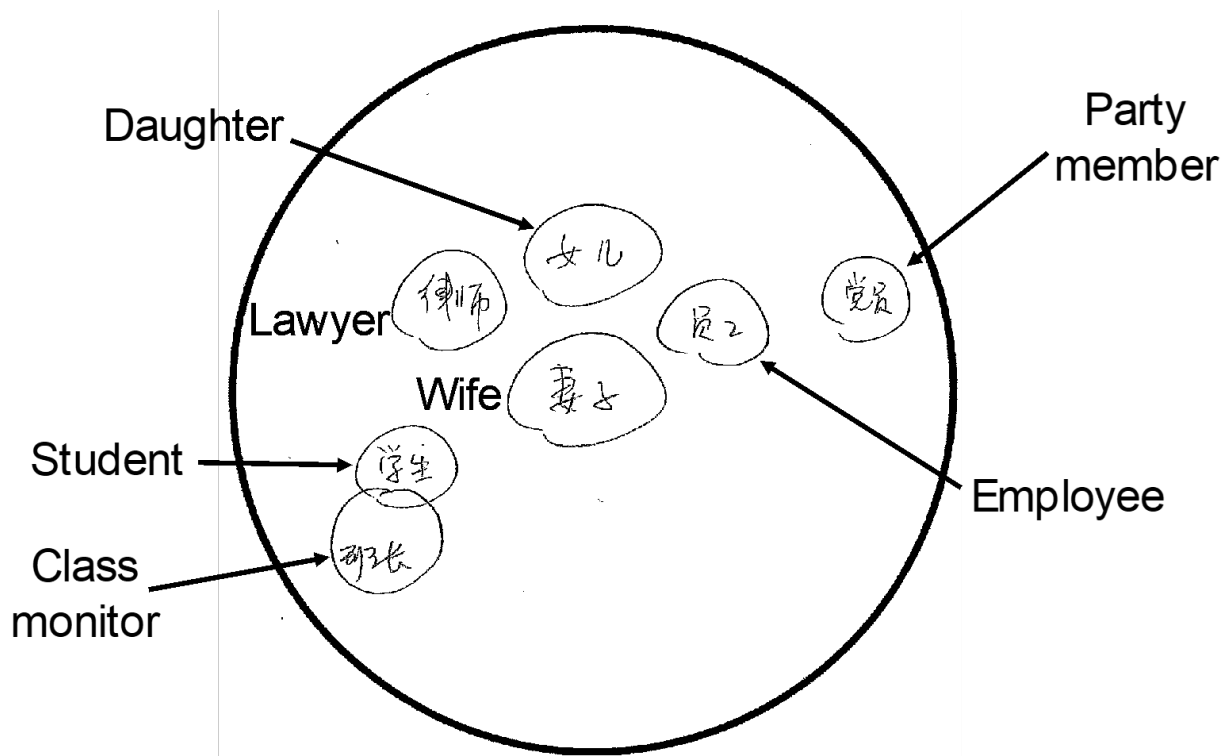 Daughter
Party
member
女儿
律师
Lawyer
党员
员工
Wife
妻子
Student
学生
Employee
Class
monitor
班长